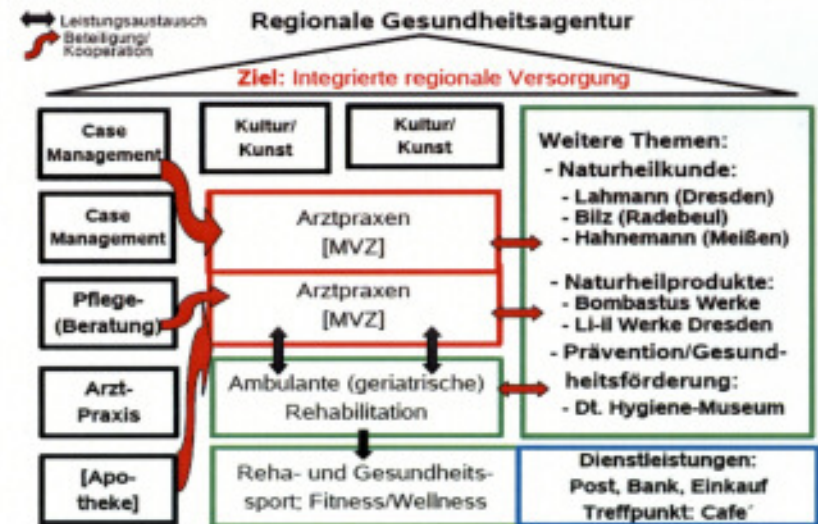 Leistungsaustausch
Beteiligung/
Kooperation
Regionale Gesundheitsagentur
Ziel: Integrierte regionale Versorgung
Case
Management
Kultur/
Kunst
Kultur/
Kunst
Case
Management
Pflege-
(Beratung)
Arzt-
Praxis
[Apo-
theke]
Arztpraxen
[MVZ]
Arztpraxen
[MVZ]
Ambulante (geriatrische)
Rehabilitation
Reha- und Gesundheits-
sport; Fitness/Wellness
Weitere Themen:
- Naturheilkunde:
- Lahmann (Dresden)
- Bilz (Radebeul)
- Hahnemann (Meißen)
- Naturheilprodukte:
- Bombastus Werke
- Li-il Werke Dresden
- Prävention/Gesund-
heitsförderung:
- Dt. Hygiene-Museum
Dienstleistungen:
Post, Bank, Einkauf
Treffpunkt: Cafe´